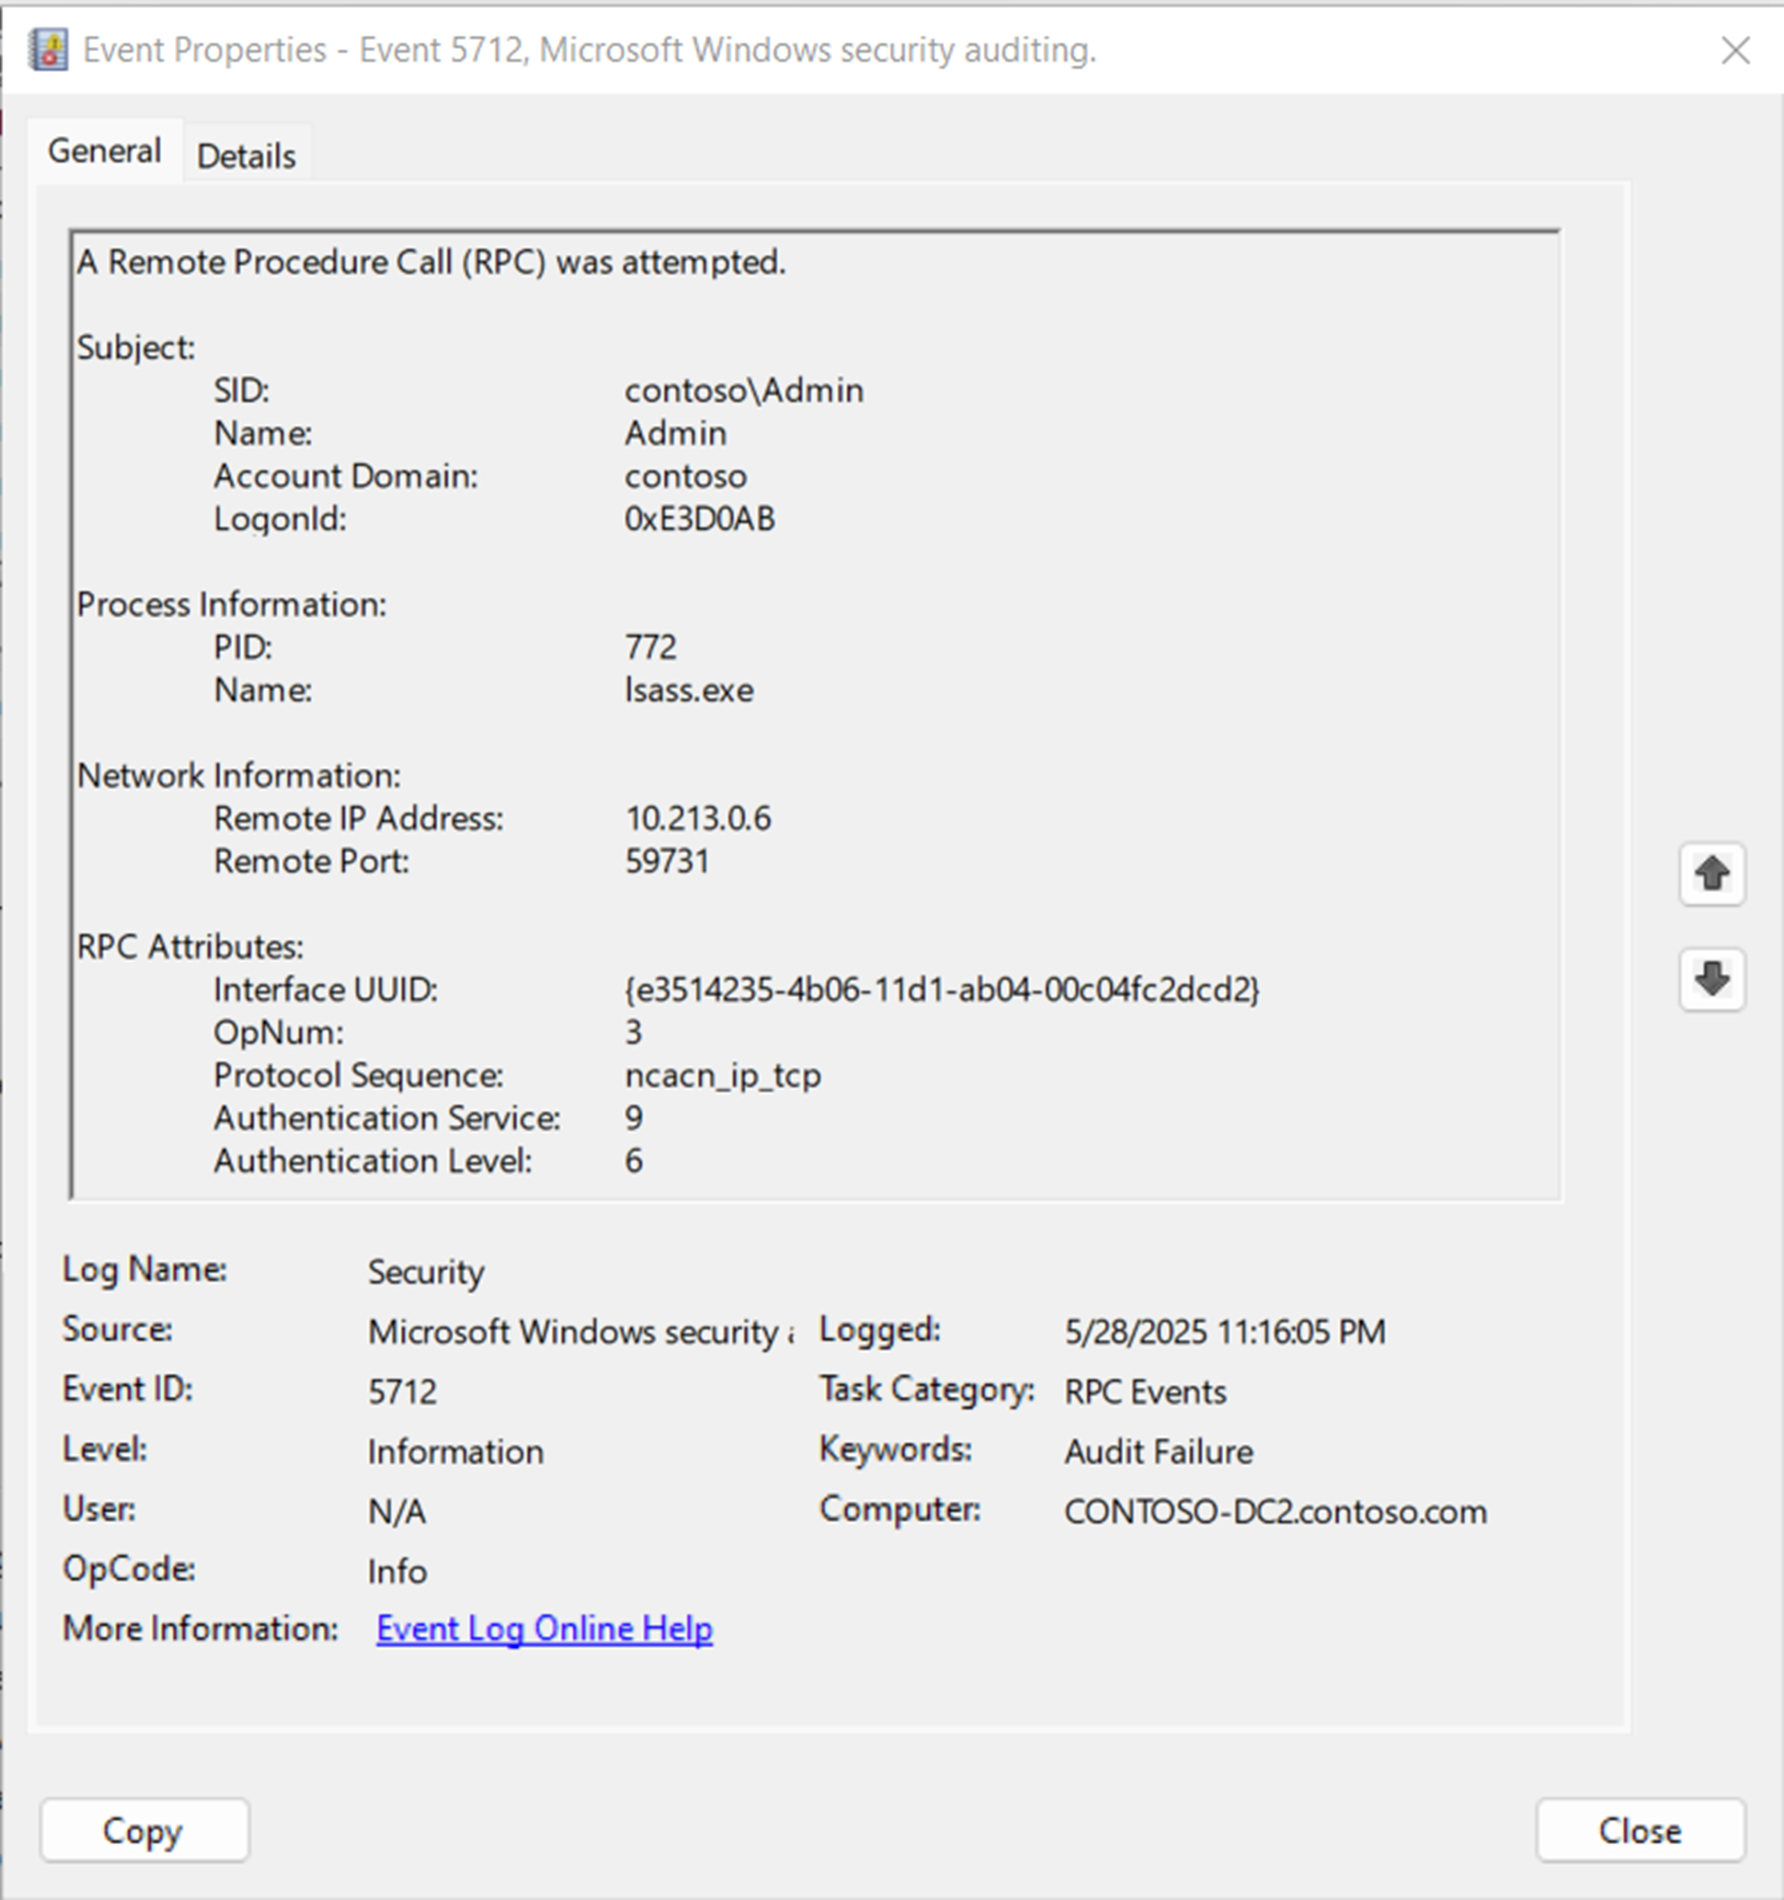 Event Properties - Event 5712, Microsoft Windows security auditing.
General Details
A Remote Procedure Call (RPC) was attempted.
Subject:
SID: contoso\Admin
Name: Admin
Account Domain: contoso
LogonId: 0xE3D0AB
Process Information:
PID: 772
Name: lsass.exe
Network Information:
Remote IP Address: 10.213.0.6
Remote Port: 59731
RPC Attributes:
Interface UUID: {e3514235-4b06-11d1-ab04-00c04fc2dcd2}
OpNum: 3
Protocol Sequence: ncacn_ip_tcp
Authentication Service: 9
Authentication Level: 6
Log Name: Security
Source: Microsoft Windows security Logged: 5/28/2025 11:16:05 PM
Event ID: 5712 Task Category: RPC Events
Level: Information Keywords: Audit Failure
User: N/A Computer: CONTOSO-DC2.contoso.com
OpCode: Info
More Information: Event Log Online Help
Copy Close